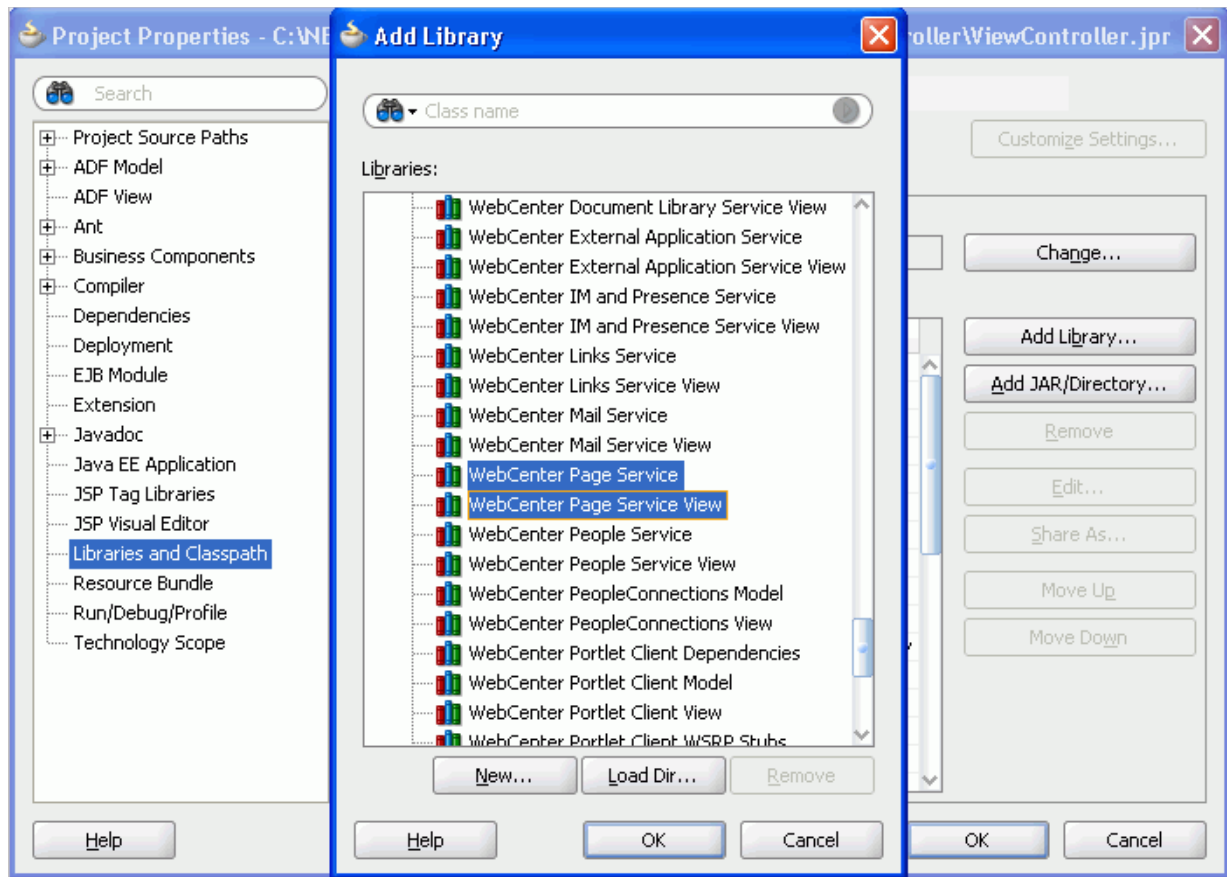 Project Properties - C:\NE
Search
Project Source Paths
ADF Model
ADF View
Ant
Business Components
Compiler
Dependencies
Deployment
EJB Module
Extension
Javadoc
Java EE Application
JSP Tag Libraries
JSP Visual Editor
Libraries and Classpath
Resource Bundle
Run/Debug/Profile
Technology Scope
Help
Add Library
Class name
Libraries:
WebCenter Document Library Service View
WebCenter External Application Service
WebCenter External Application Service View
WebCenter IM and Presence Service
WebCenter IM and Presence Service View
WebCenter Links Service
WebCenter Links Service View
WebCenter Mail Service
WebCenter Mail Service View
WebCenter Page Service
WebCenter Page Service View
WebCenter People Service
WebCenter People Service View
WebCenter PeopleConnections Model
WebCenter PeopleConnections View
WebCenter Portlet Client Dependencies
WebCenter Portlet Client Model
WebCenter Portlet Client View
WebCenter Portlet Client WSRP Stubs
New... Load Dir... Remove
Help OK Cancel
roller\ViewController.jpr
Customize Settings...
Change...
Add Library...
Add JAR/Directory...
Remove
Edit...
Share As...
Move Up
Move Down
OK Cancel